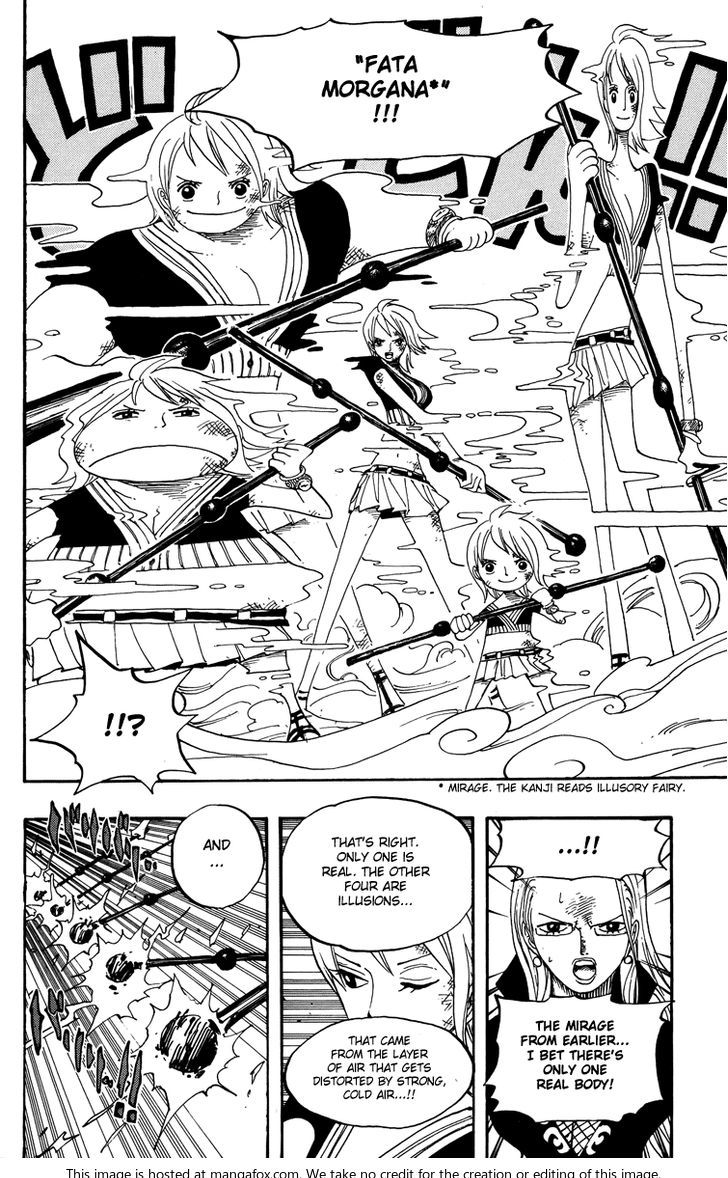 "FATA
MORGANA*"
!!!
!!?
* MIRAGE. THE KANJI READS ILLUSORY FAIRY.
...!!
THE MIRAGE
FROM EARLIER...
I BET THERE'S
ONLY ONE
REAL BODY!
THAT'S RIGHT.
ONLY ONE IS
REAL. THE OTHER
FOUR ARE
ILLUSIONS...
THAT CAME
FROM THE LAYER
OF AIR THAT GETS
DISTORTED BY STRONG,
COLD AIR...!!
AND
...
This image is hosted at mangafox.com. We take no credit for the creation or editing of this image.